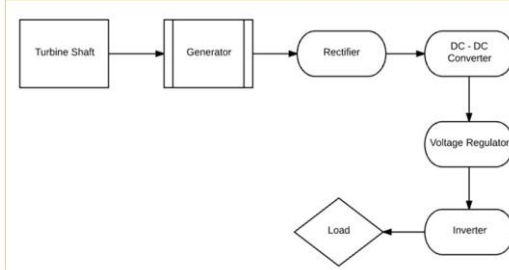 Turbine Shaft
Generator
Rectifier
DC - DC
Converter
Voltage Regulator
Inverter
Load